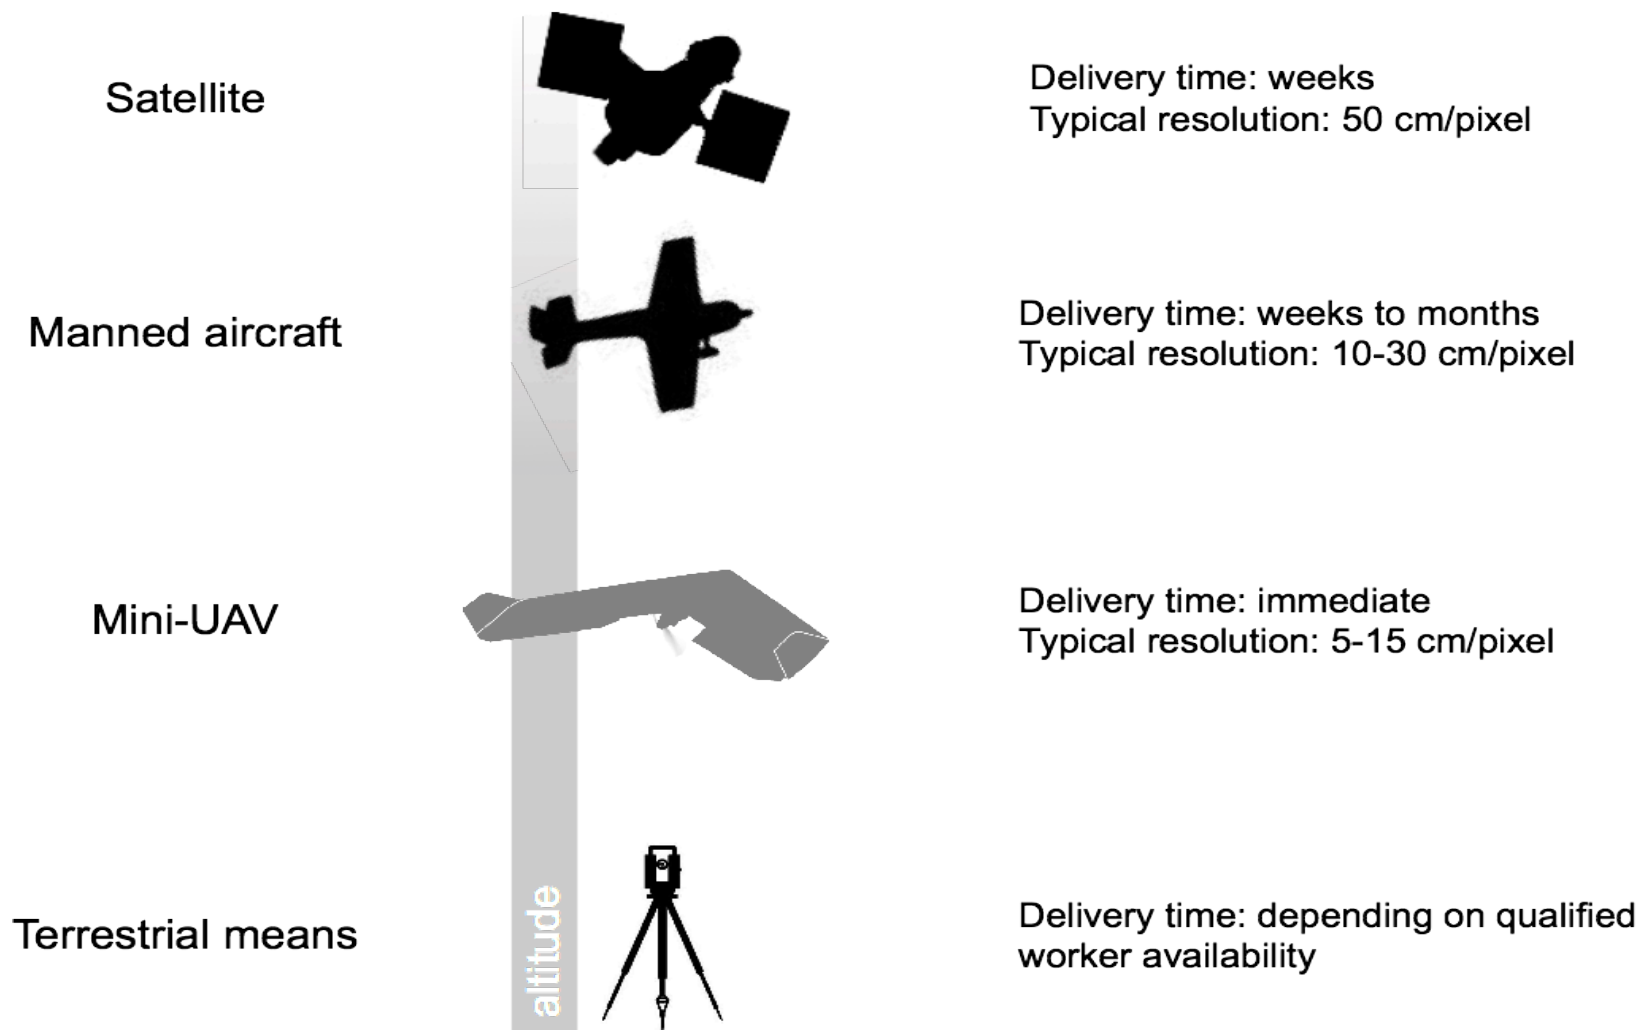 Satellite
Delivery time: weeks
Typical resolution: 50 cm/pixel
Manned aircraft
Delivery time: weeks to months
Typical resolution: 10-30 cm/pixel
Mini-UAV
Delivery time: immediate
Typical resolution: 5-15 cm/pixel
Terrestrial means
altitude
Delivery time: depending on qualified
worker availability